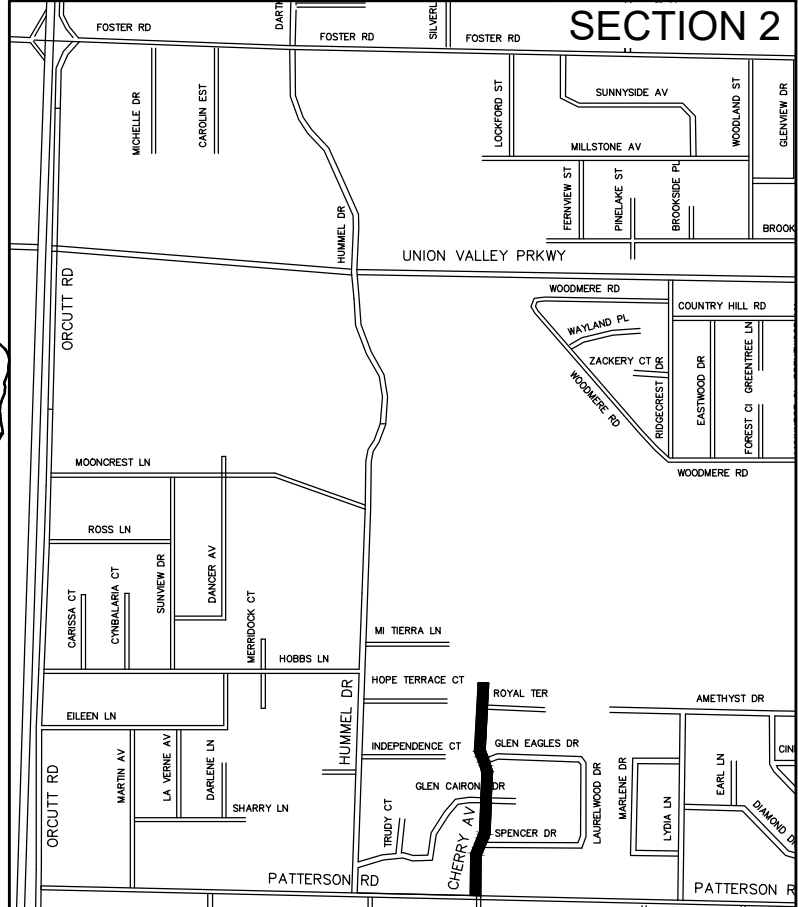 SECTION 2
FOSTER RD
DARTM
FOSTER RD
SILVERL
FOSTER RD
MICHELLE DR
CAROLIN EST
LOCKFORD ST
SUNNYSIDE AV
WOODLAND ST
GLENVIEW DR
MILLSTONE AV
HUMMEL DR
FERNVIEW ST
PINELAKE ST
BROOKSIDE PL
BROOK
UNION VALLEY PRKWY
ORCUTT RD
WOODMERE RD
COUNTRY HILL RD
WAYLAND PL
ZACKERY CT
RIDGECREST DR
EASTWOOD DR
GREENTREE LN
FOREST CI
WOODMERE RD
WOODMERE RD
MOONCREST LN
ROSS LN
SUNVIEW DR
DANCER AV
CARISSA CT
CYNBALARIA CT
MERRIDOCK CT
MI TIERRA LN
HOBBS LN
HOPE TERRACE CT
ROYAL TER
AMETHYST DR
EILEEN LN
HUMMEL DR
INDEPENDENCE CT
GLEN EAGLES DR
CIN
ORCUTT RD
MARTIN AV
LA VERNE AV
DARLENE LN
GLEN CAIRON DR
LAURELWOOD DR
MARLENE DR
LYDIA LN
EARL LN
DIAMOND D
SHARRY LN
TRUDY CT
CHERRY AV
SPENCER DR
PATTERSON RD
PATTERSON R